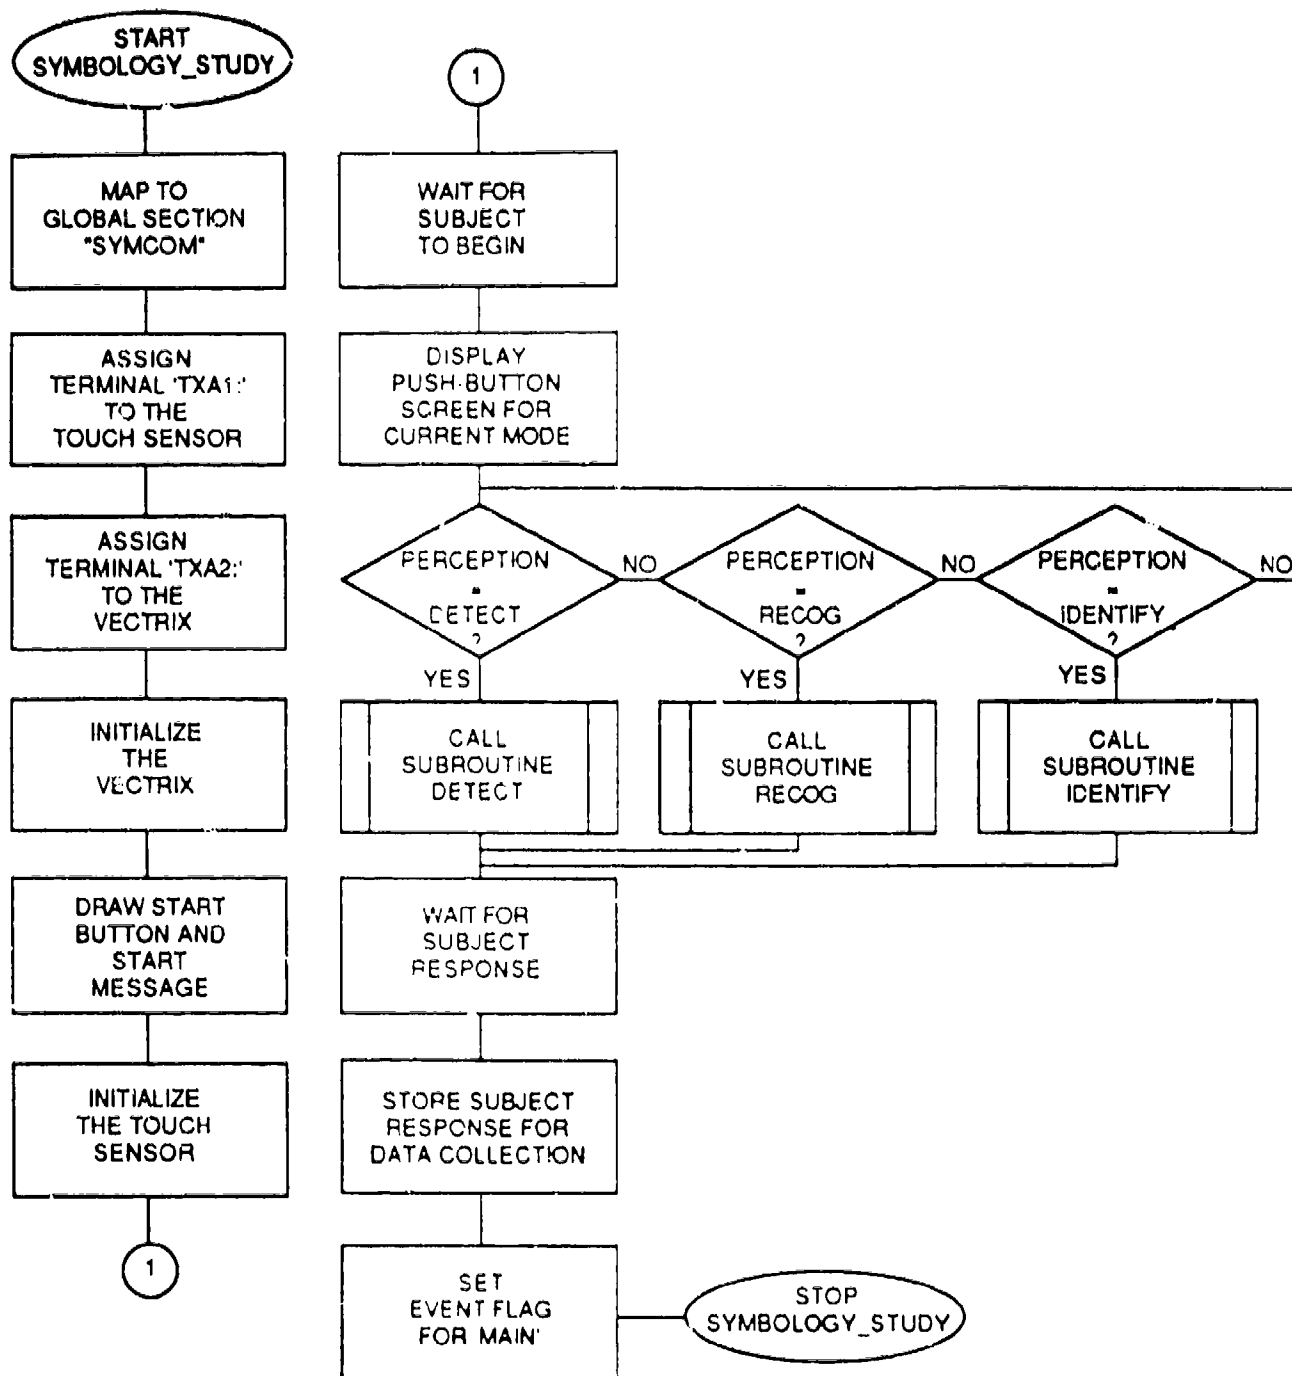 START
SYMBOLOGY_STUDY
MAP TO
GLOBAL SECTION
"SYMCOM"
ASSIGN
TERMINAL 'TXA1:'
TO THE
TOUCH SENSOR
ASSIGN
TERMINAL 'TXA2:'
TO THE
VECTRIX
INITIALIZE
THE
VECTRIX
DRAW START
BUTTON AND
START
MESSAGE
INITIALIZE
THE TOUCH
SENSOR
1
1
WAIT FOR
SUBJECT
TO BEGIN
DISPLAY
PUSH-BUTTON
SCREEN FOR
CURRENT MODE
PERCEPTION
=
DETECT
?
NO
YES
PERCEPTION
=
RECOG
?
NO
YES
PERCEPTION
=
IDENTIFY
?
NO
YES
CALL
SUBROUTINE
DETECT
CALL
SUBROUTINE
RECOG
CALL
SUBROUTINE
IDENTIFY
WAIT FOR
SUBJECT
RESPONSE
STORE SUBJECT
RESPONSE FOR
DATA COLLECTION
SET
EVENT FLAG
FOR 'MAIN'
STOP
SYMBOLOGY_STUDY